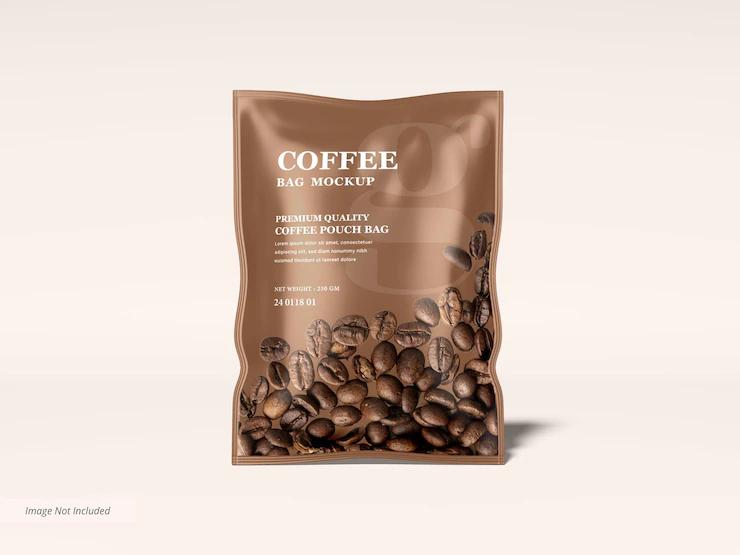 g
COFFEE
BAG MOCKUP
PREMIUM QUALITY
COFFEE POUCH BAG
Lorem ipsum dolor sit amet, consectetuer
adipiscing elit, sed diam nonummy nibh
euismod tincidunt ut laoreet dolore
NET WEIGHT : 250 GM
24 0118 01
Image Not Included